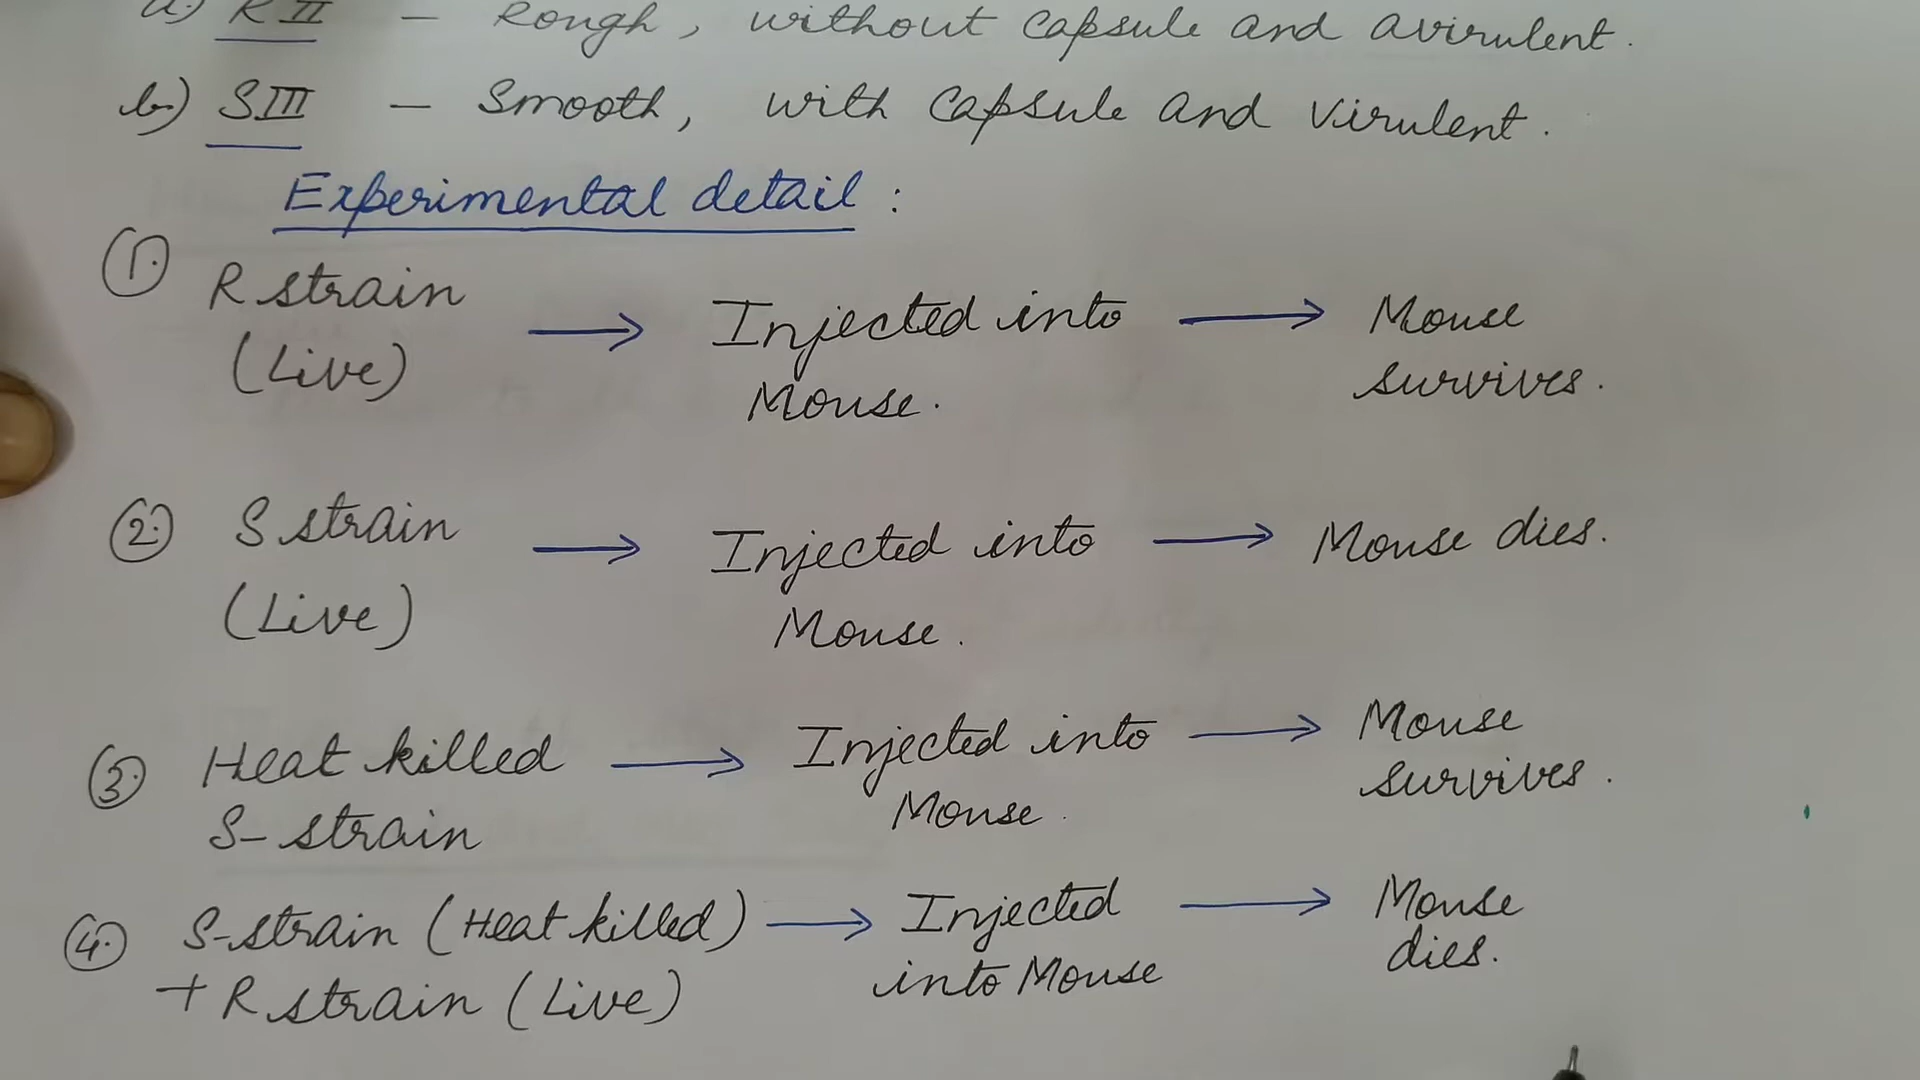 a.) RII — Rough, without capsule and avirulent.
b.) SIII — Smooth, with capsule and virulent.
Experimental detail :
1. R strain (Live) → Injected into Mouse. → Mouse survives.
2. S strain (Live) → Injected into Mouse. → Mouse dies.
3. Heat killed S-strain → Injected into Mouse. → Mouse survives.
4. S-strain (Heat killed) + R strain (Live) → Injected into Mouse → Mouse dies.